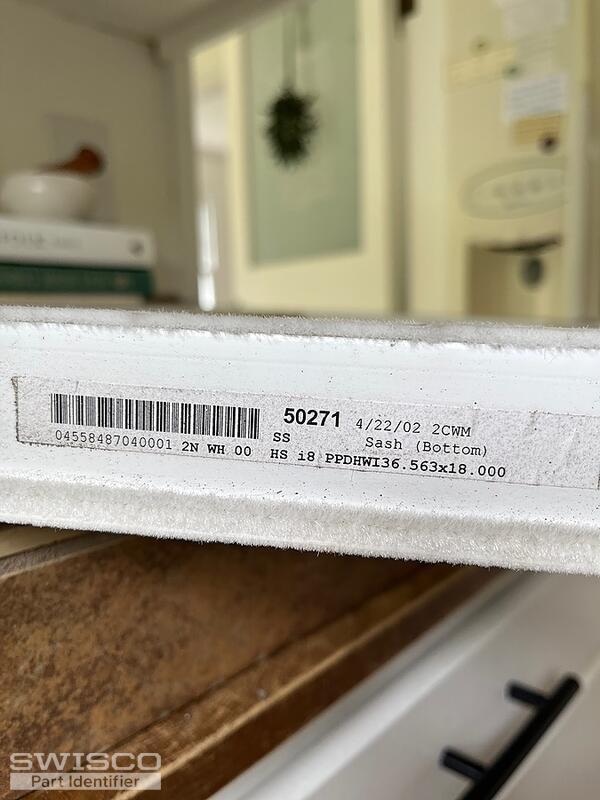 50271 4/22/02 2CWM
04558487040001 2N WH 00 SS Sash (Bottom)
HS i8 PPDHWI36.563x18.000
SWISCO
Part Identifier